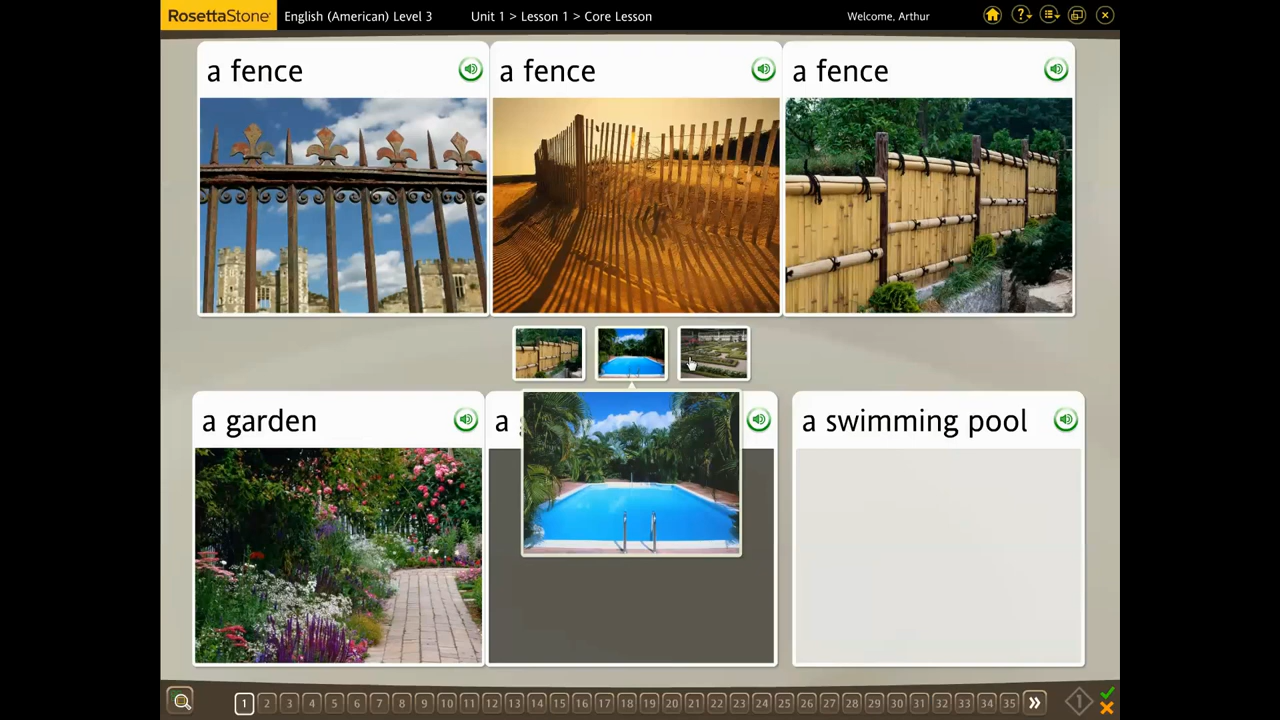 RosettaStone English (American) Level 3 Unit 1 > Lesson 1 > Core Lesson Welcome, Arthur
a fence a fence a fence
a garden a swimming pool
1 2 3 4 5 6 7 8 9 10 11 12 13 14 15 16 17 18 19 20 21 22 23 24 25 26 27 28 29 30 31 32 33 34 35